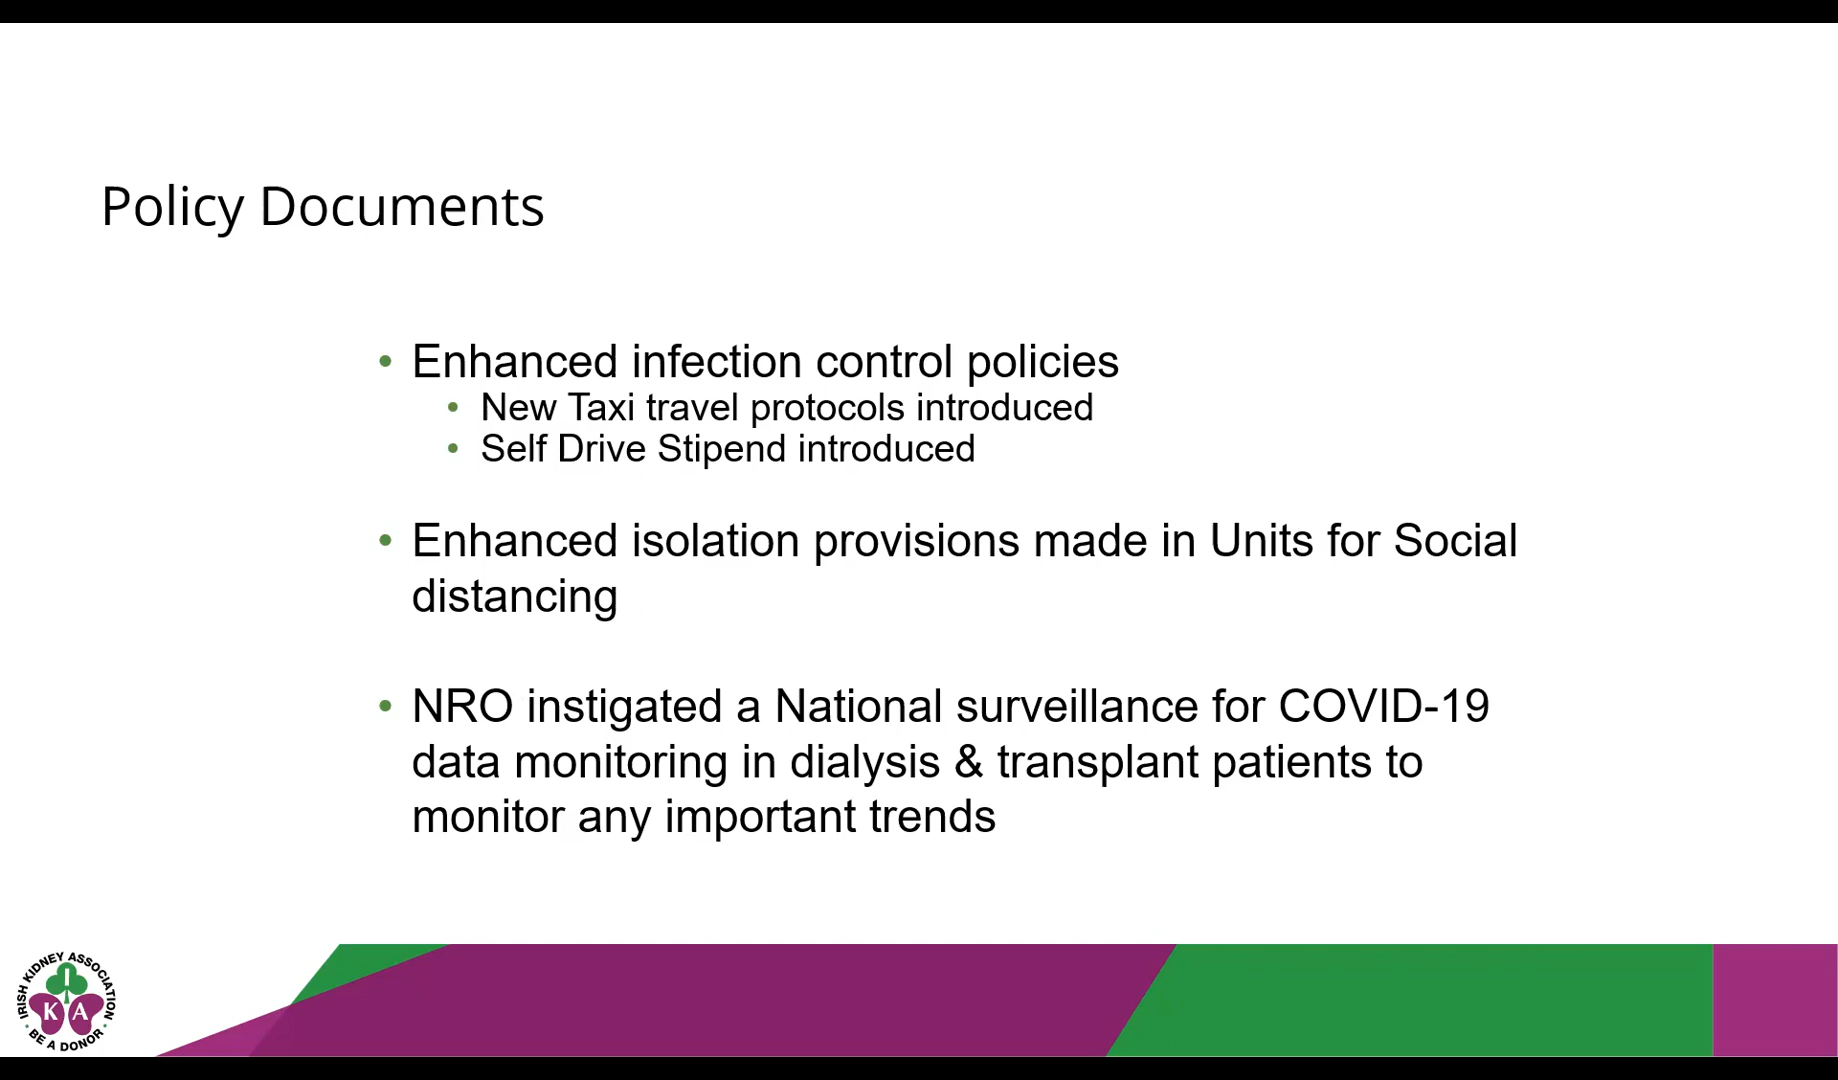 Policy Documents
• Enhanced infection control policies
• New Taxi travel protocols introduced
• Self Drive Stipend introduced
• Enhanced isolation provisions made in Units for Social
distancing
• NRO instigated a National surveillance for COVID-19
data monitoring in dialysis & transplant patients to
monitor any important trends
IRISH KIDNEY ASSOCIATION
I
K A
• BE A DONOR •